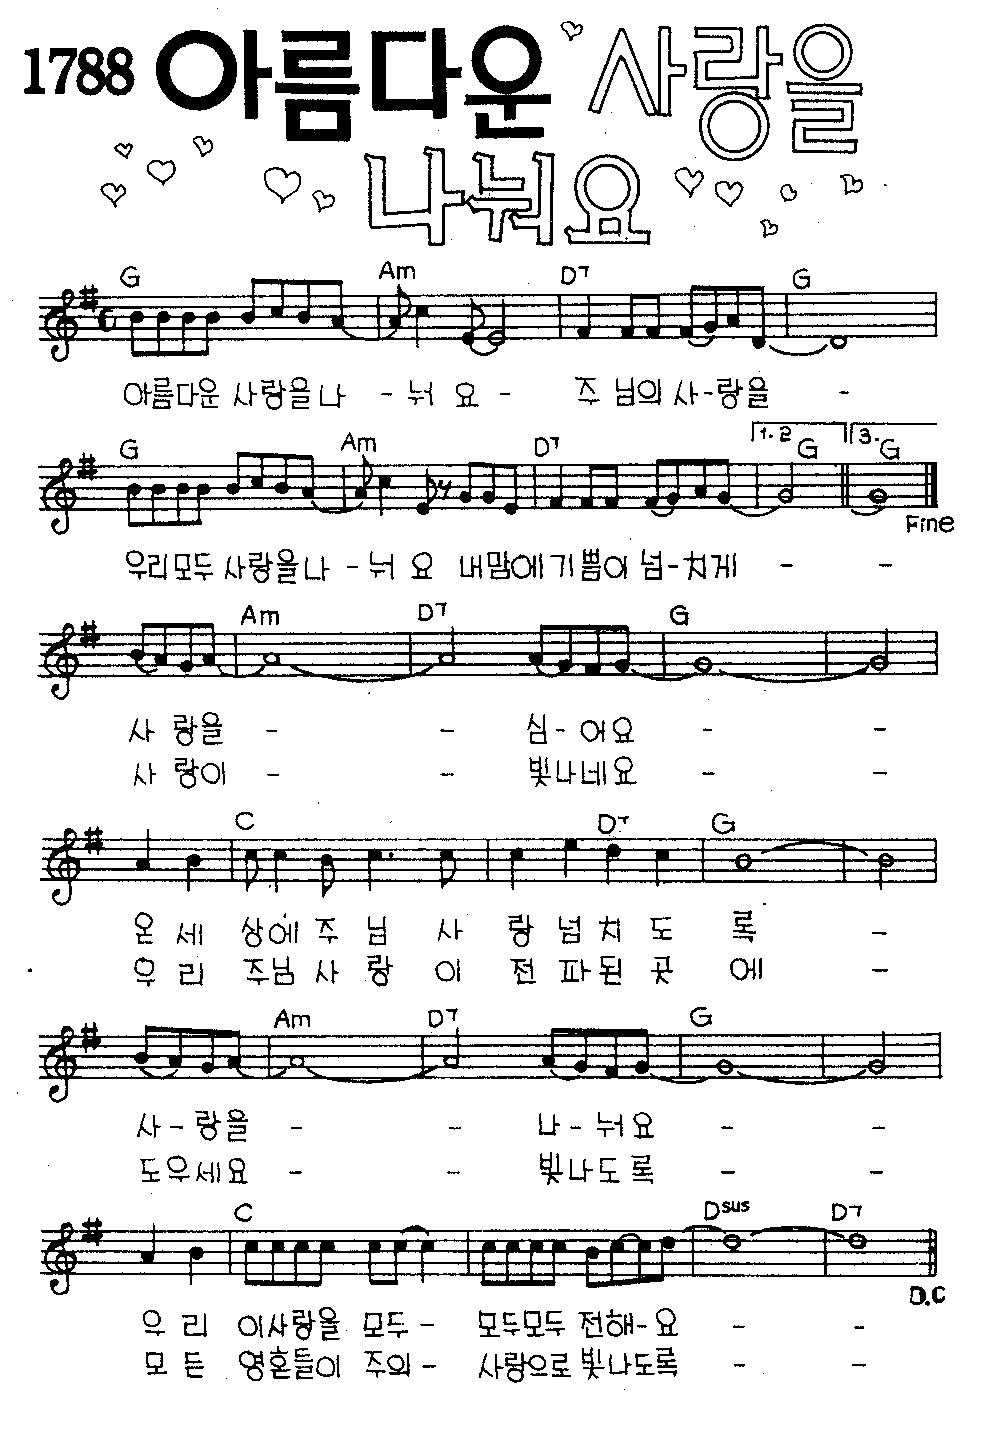 1788 아름다운 사랑을
나눠요
G Am D7 G
아름다운 사랑을나 - 눠 요 - 주 님의 사-랑을 -
G Am D7 1. 2 G 3. G
Fine
우리모두 사랑을나 - 눠 요 내맘에기쁨이 넘-치게 - -
Am D7 G
사 랑을 - - 심- 어요 - -
사 랑이 - - 빛나네요 - -
C D7 G
온 세 상에 주 님 사 랑 넘 치 도 록 -
우 리 주님 사 랑 이 전 파된 곳 에 -
Am D7 G
사- 랑을 - - 나- 눠요 - -
도우세요 - - 빛나도록 - -
C Dsus D7
D.C
우 리 이사랑을 모두- 모두모두 전해-요 - -
모 든 영혼들이 주의- 사랑으로 빛나도록 - -